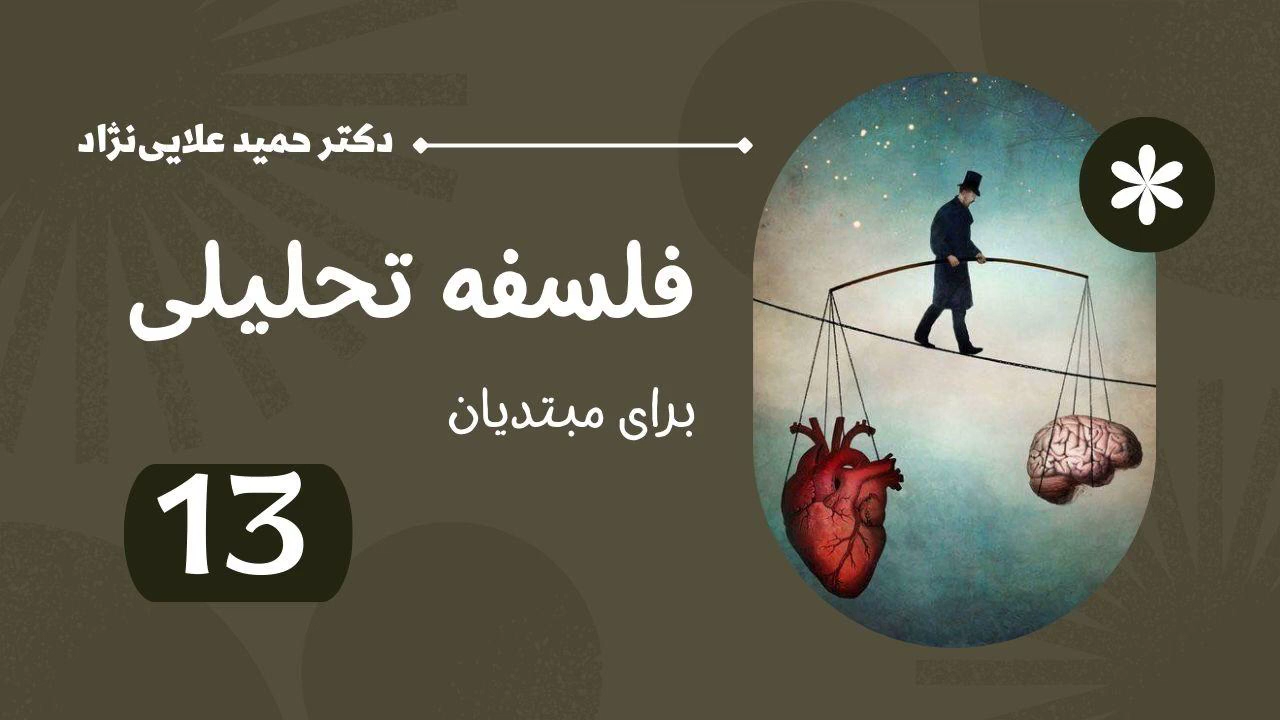 دکتر حمید علایی‌نژاد
فلسفه تحلیلی
برای مبتدیان
13